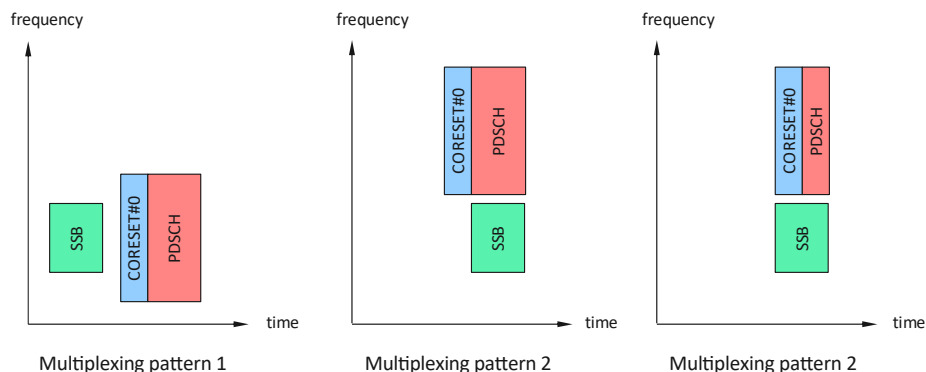 frequency
SSB
CORESET#0
PDSCH
time
Multiplexing pattern 1
frequency
CORESET#0
PDSCH
SSB
time
Multiplexing pattern 2
frequency
CORESET#0
PDSCH
SSB
time
Multiplexing pattern 2